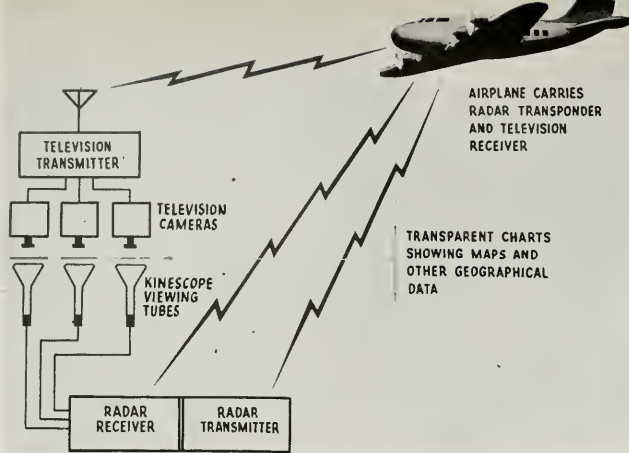 AIRPLANE CARRIES
RADAR TRANSPONDER
AND TELEVISION
RECEIVER
TELEVISION
TRANSMITTER
TELEVISION
CAMERAS
TRANSPARENT CHARTS
SHOWING MAPS AND
OTHER GEOGRAPHICAL
DATA
KINESCOPE
VIEWING
TUBES
RADAR
RECEIVER
RADAR
TRANSMITTER